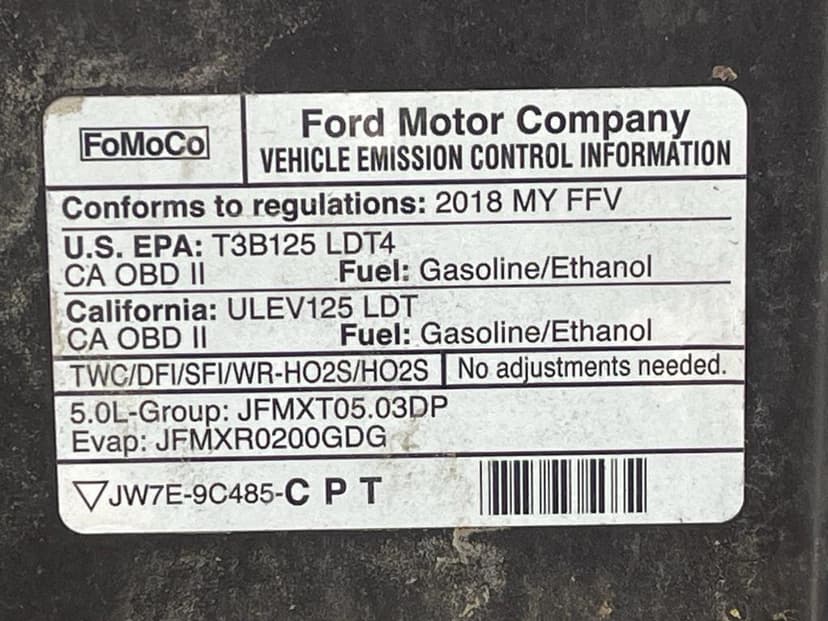 FoMoCo
Ford Motor Company
VEHICLE EMISSION CONTROL INFORMATION
Conforms to regulations: 2018 MY FFV
U.S. EPA: T3B125 LDT4
CA OBD II Fuel: Gasoline/Ethanol
California: ULEV125 LDT
CA OBD II Fuel: Gasoline/Ethanol
TWC/DFI/SFI/WR-HO2S/HO2S No adjustments needed.
5.0L-Group: JFMXT05.03DP
Evap: JFMXR0200GDG
▽JW7E-9C485-C P T